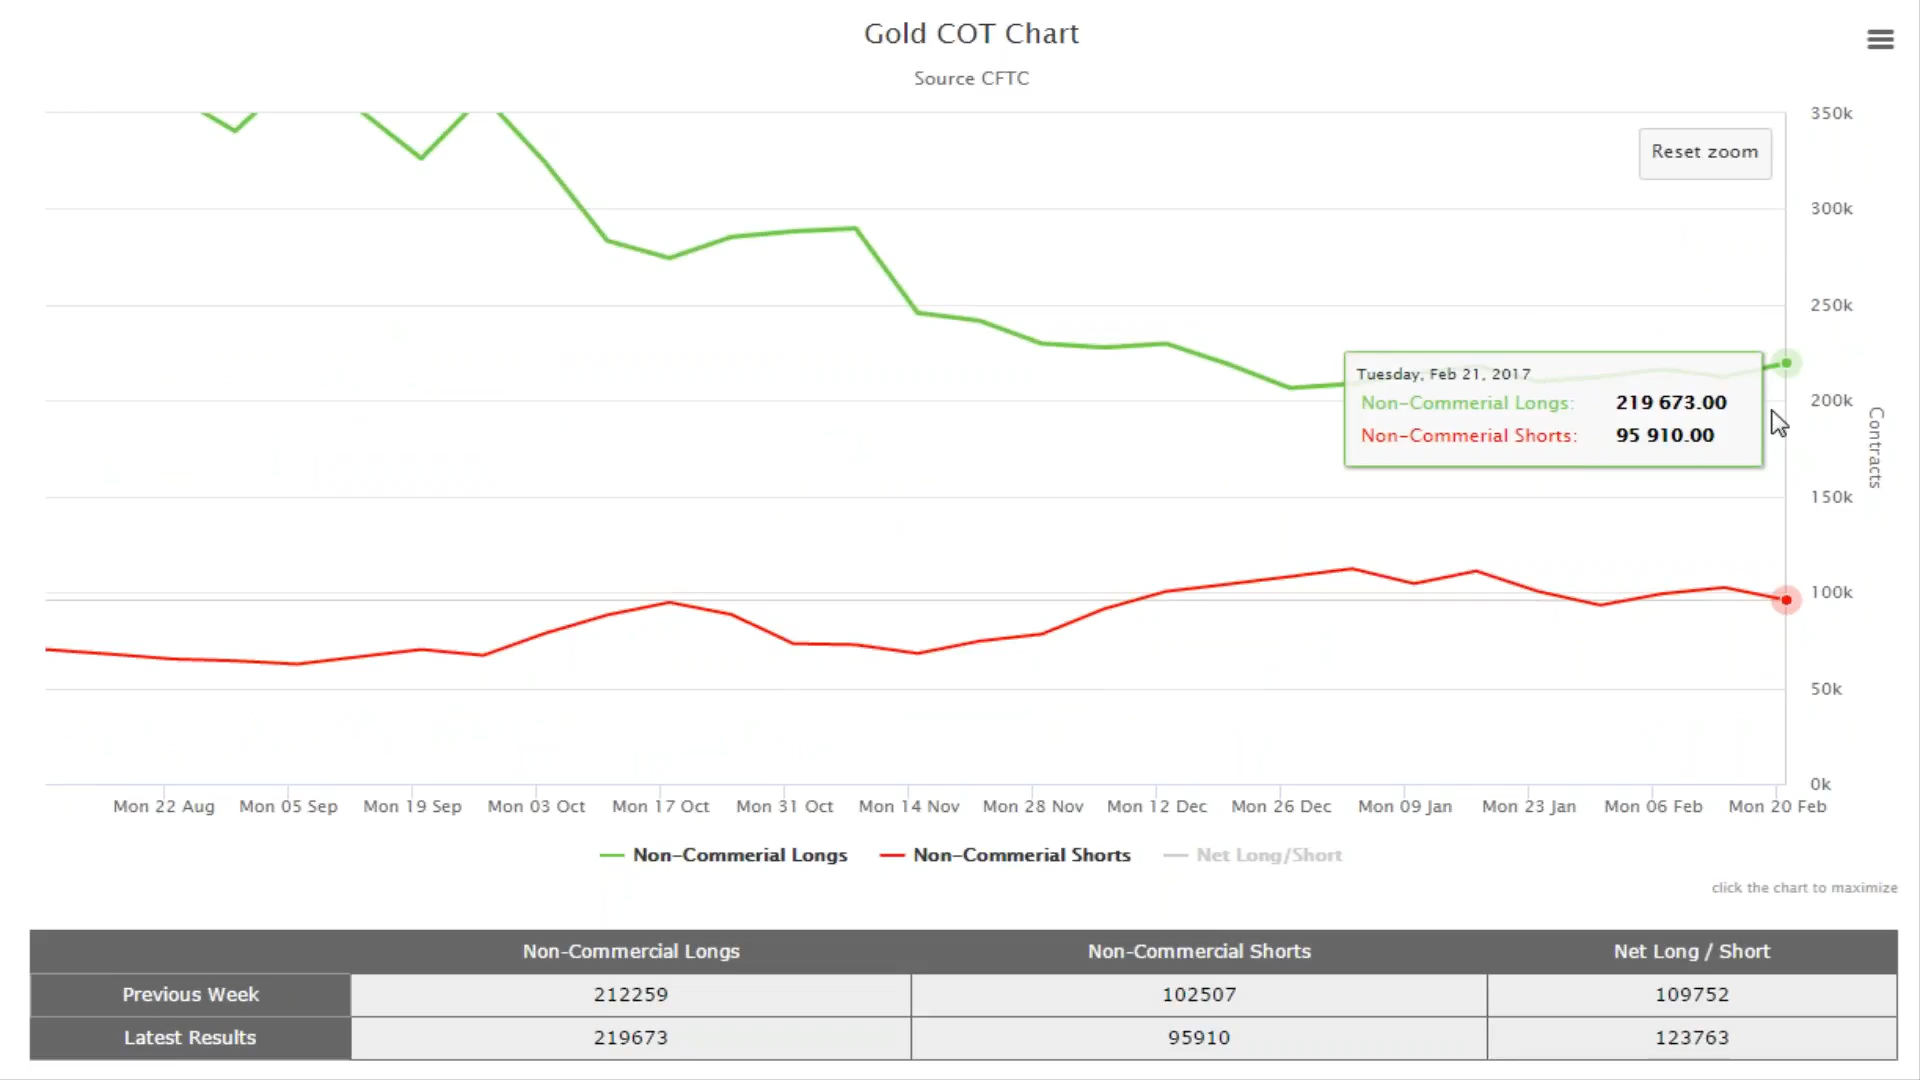 Gold COT Chart
Source CFTC
350k
Reset zoom
300k
250k
Tuesday, Feb 21, 2017
Non-Commerial Longs: 219 673.00
Non-Commerial Shorts: 95 910.00
200k
Contracts
150k
100k
50k
0k
Mon 22 Aug Mon 05 Sep Mon 19 Sep Mon 03 Oct Mon 17 Oct Mon 31 Oct Mon 14 Nov Mon 28 Nov Mon 12 Dec Mon 26 Dec Mon 09 Jan Mon 23 Jan Mon 06 Feb Mon 20 Feb
Non-Commerial Longs Non-Commerial Shorts Net Long/Short
click the chart to maximize
Non-Commercial Longs Non-Commercial Shorts Net Long / Short
Previous Week 212259 102507 109752
Latest Results 219673 95910 123763